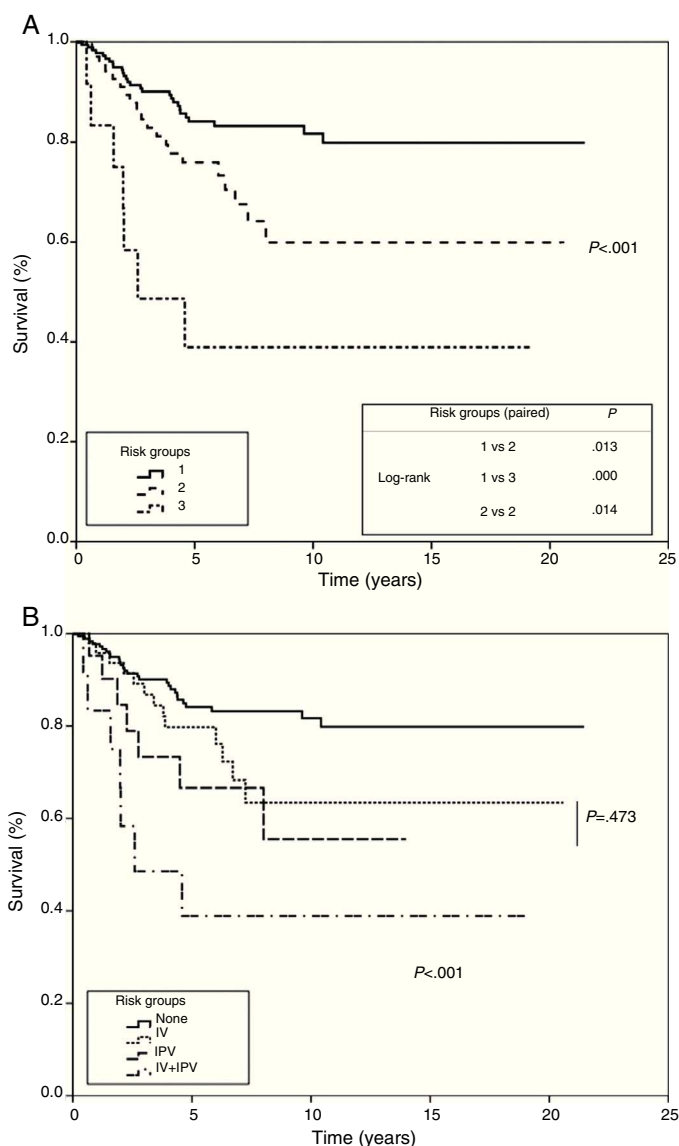 A
1.0
0.8
0.6
0.4
0.2
0.0
Survival (%)
P<.001
Risk groups
1
2
3
Risk groups (paired) P
1 vs 2 .013
Log-rank 1 vs 3 .000
2 vs 2 .014
0 5 10 15 20 25
Time (years)
B
1.0
0.8
0.6
0.4
0.2
0.0
Survival (%)
P=.473
P<.001
Risk groups
None
IV
IPV
IV+IPV
0 5 10 15 20 25
Time (years)